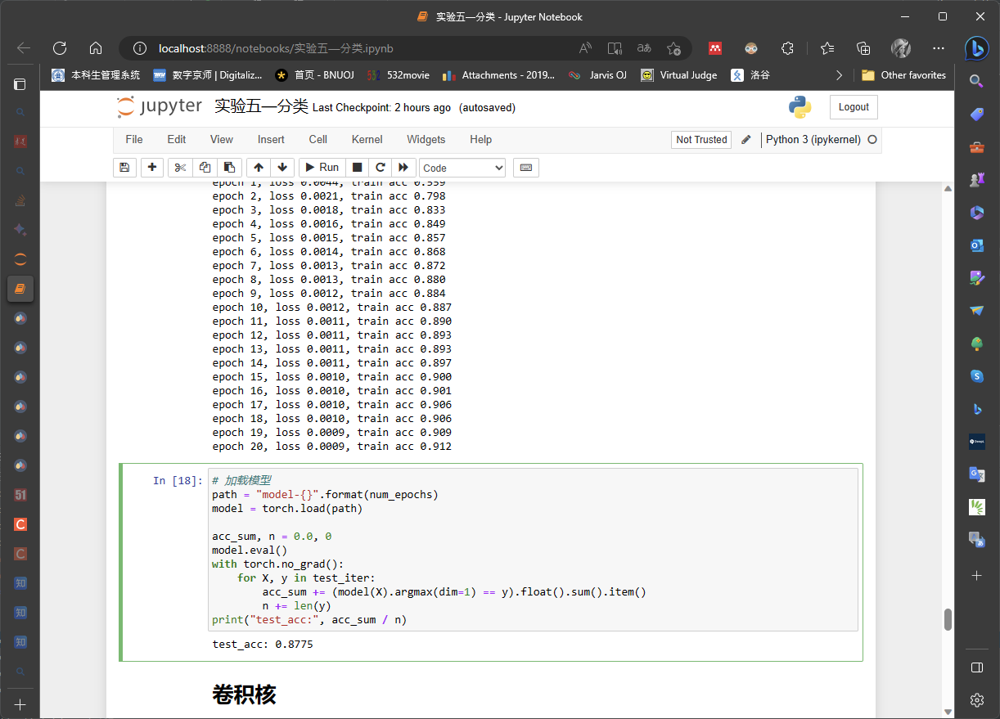 实验五—分类 - Jupyter Notebook
localhost:8888/notebooks/实验五—分类.ipynb
本科生管理系统
数字京师 | Digitaliz...
首页 - BNUOJ
532movie
Attachments - 2019...
Jarvis OJ
Virtual Judge
洛谷
Other favorites
jupyter 实验五—分类 Last Checkpoint: 2 hours ago (autosaved)
Logout
File Edit View Insert Cell Kernel Widgets Help
Not Trusted
Python 3 (ipykernel)
Run
Code
epoch 1, loss 0.0044, train acc 0.559
epoch 2, loss 0.0021, train acc 0.798
epoch 3, loss 0.0018, train acc 0.833
epoch 4, loss 0.0016, train acc 0.849
epoch 5, loss 0.0015, train acc 0.857
epoch 6, loss 0.0014, train acc 0.868
epoch 7, loss 0.0013, train acc 0.872
epoch 8, loss 0.0013, train acc 0.880
epoch 9, loss 0.0012, train acc 0.884
epoch 10, loss 0.0012, train acc 0.887
epoch 11, loss 0.0011, train acc 0.890
epoch 12, loss 0.0011, train acc 0.893
epoch 13, loss 0.0011, train acc 0.893
epoch 14, loss 0.0011, train acc 0.897
epoch 15, loss 0.0010, train acc 0.900
epoch 16, loss 0.0010, train acc 0.901
epoch 17, loss 0.0010, train acc 0.906
epoch 18, loss 0.0010, train acc 0.906
epoch 19, loss 0.0009, train acc 0.909
epoch 20, loss 0.0009, train acc 0.912
In [18]:
# 加载模型
path = "model-{}".format(num_epochs)
model = torch.load(path)
acc_sum, n = 0.0, 0
model.eval()
with torch.no_grad():
for X, y in test_iter:
acc_sum += (model(X).argmax(dim=1) == y).float().sum().item()
n += len(y)
print("test_acc:", acc_sum / n)
test_acc: 0.8775
卷积核